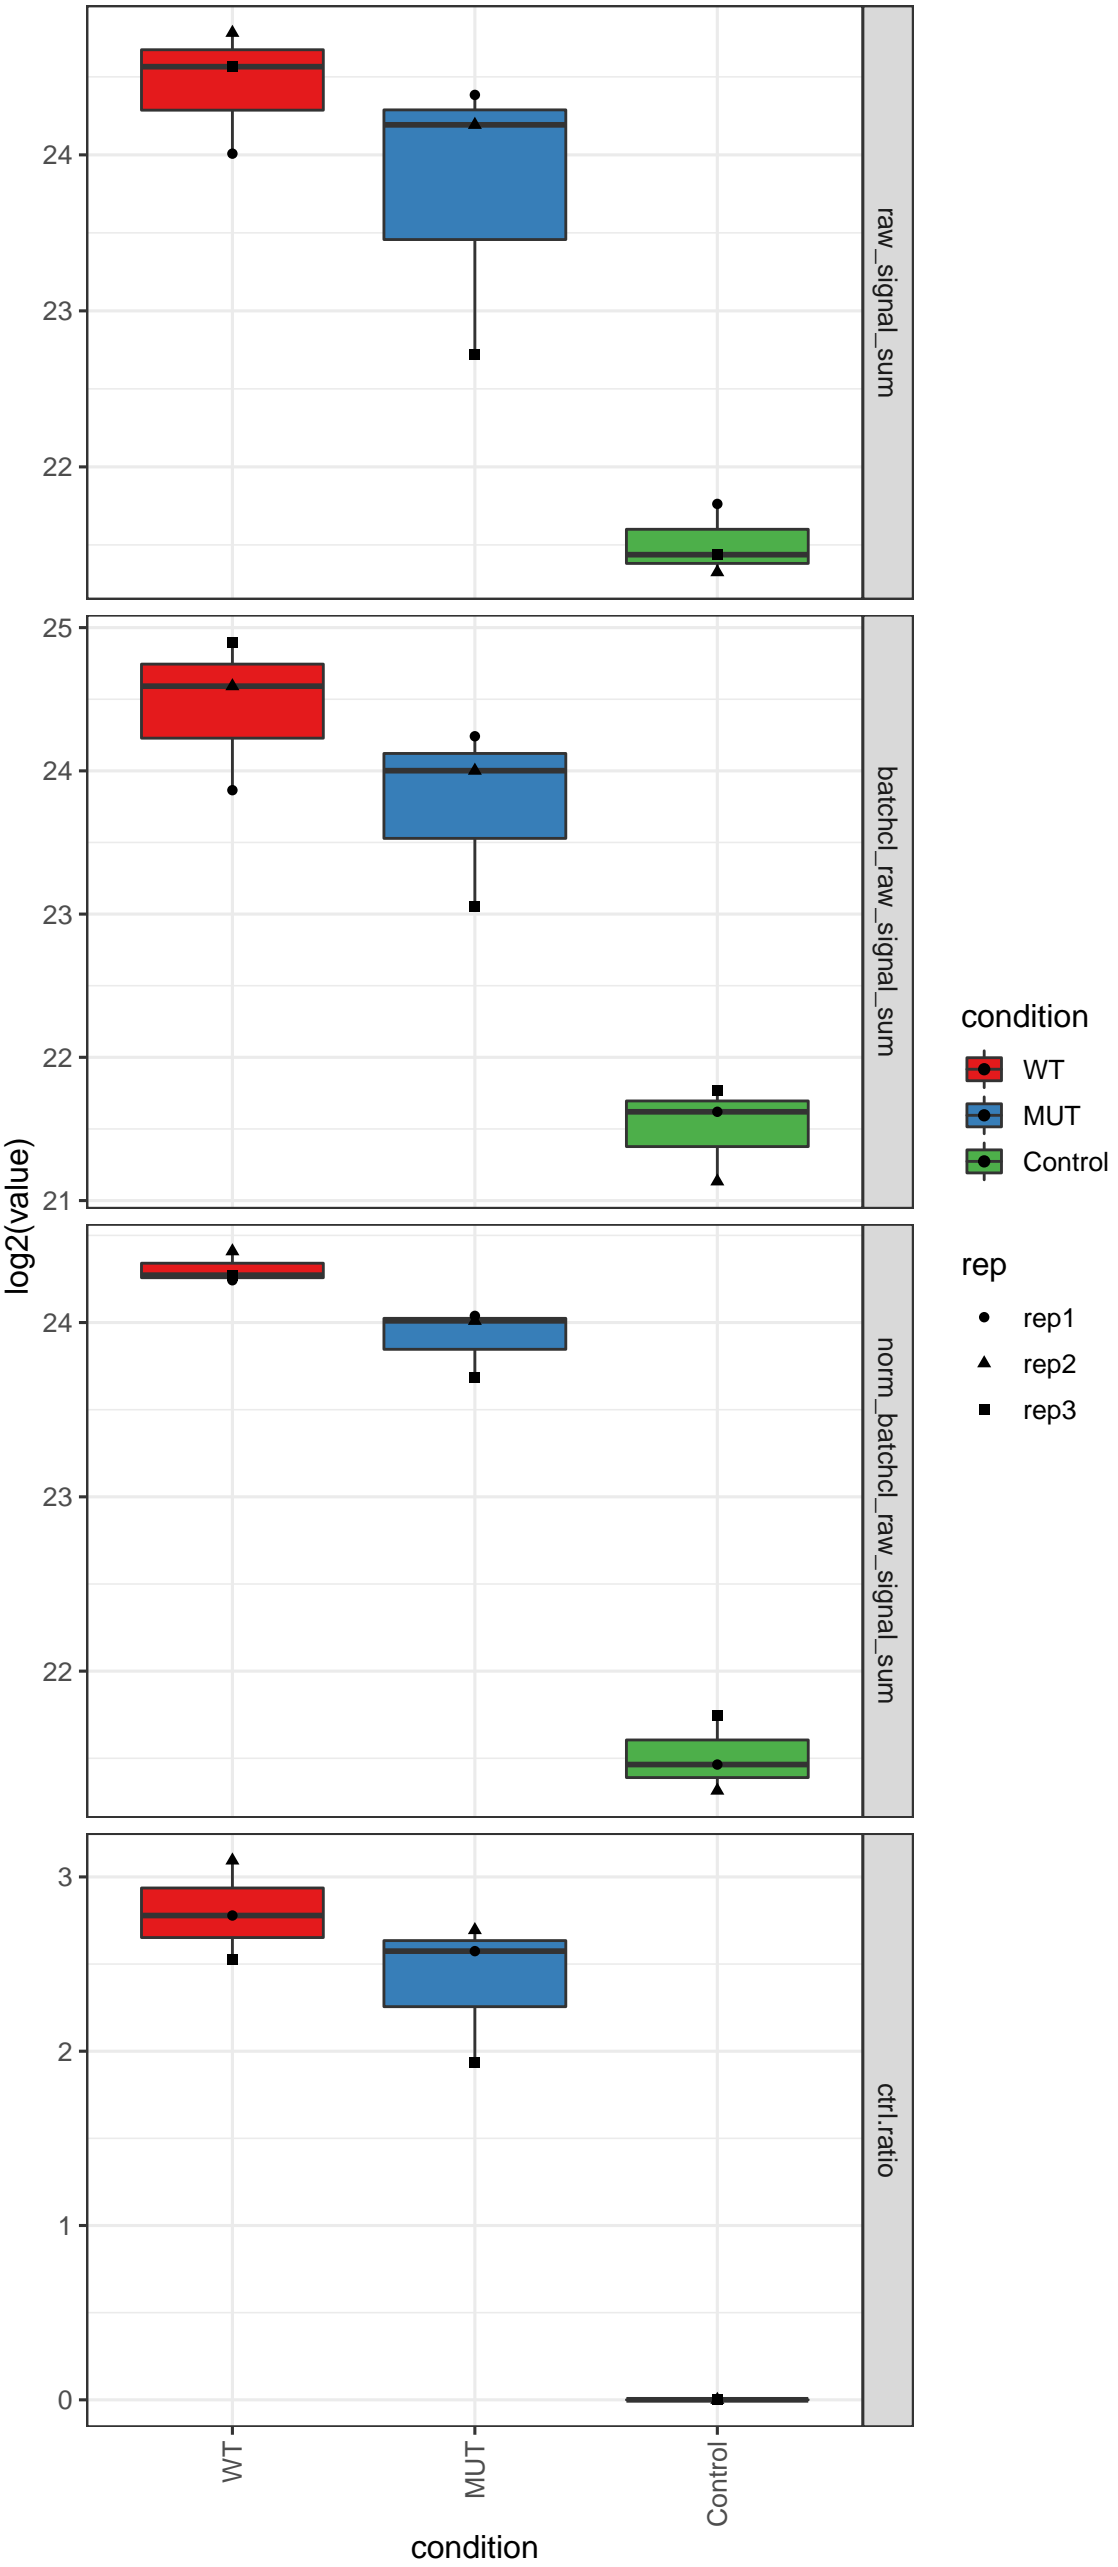 24
23
22
raw_signal_sum
25
24
23
22
21
batchcl_raw_signal_sum
24
23
22
norm_batchcl_raw_signal_sum
3
2
1
0
ctrl.ratio
log2(value)
WT
MUT
Control
condition
condition
WT
MUT
Control
rep
rep1
rep2
rep3